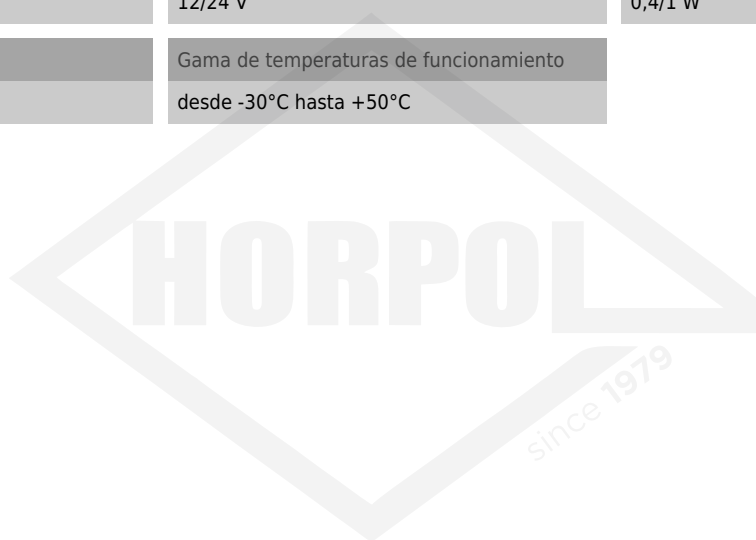 12/24 V
0,4/1 W
Gama de temperaturas de funcionamiento
desde -30°C hasta +50°C
HORPOL
since 1979